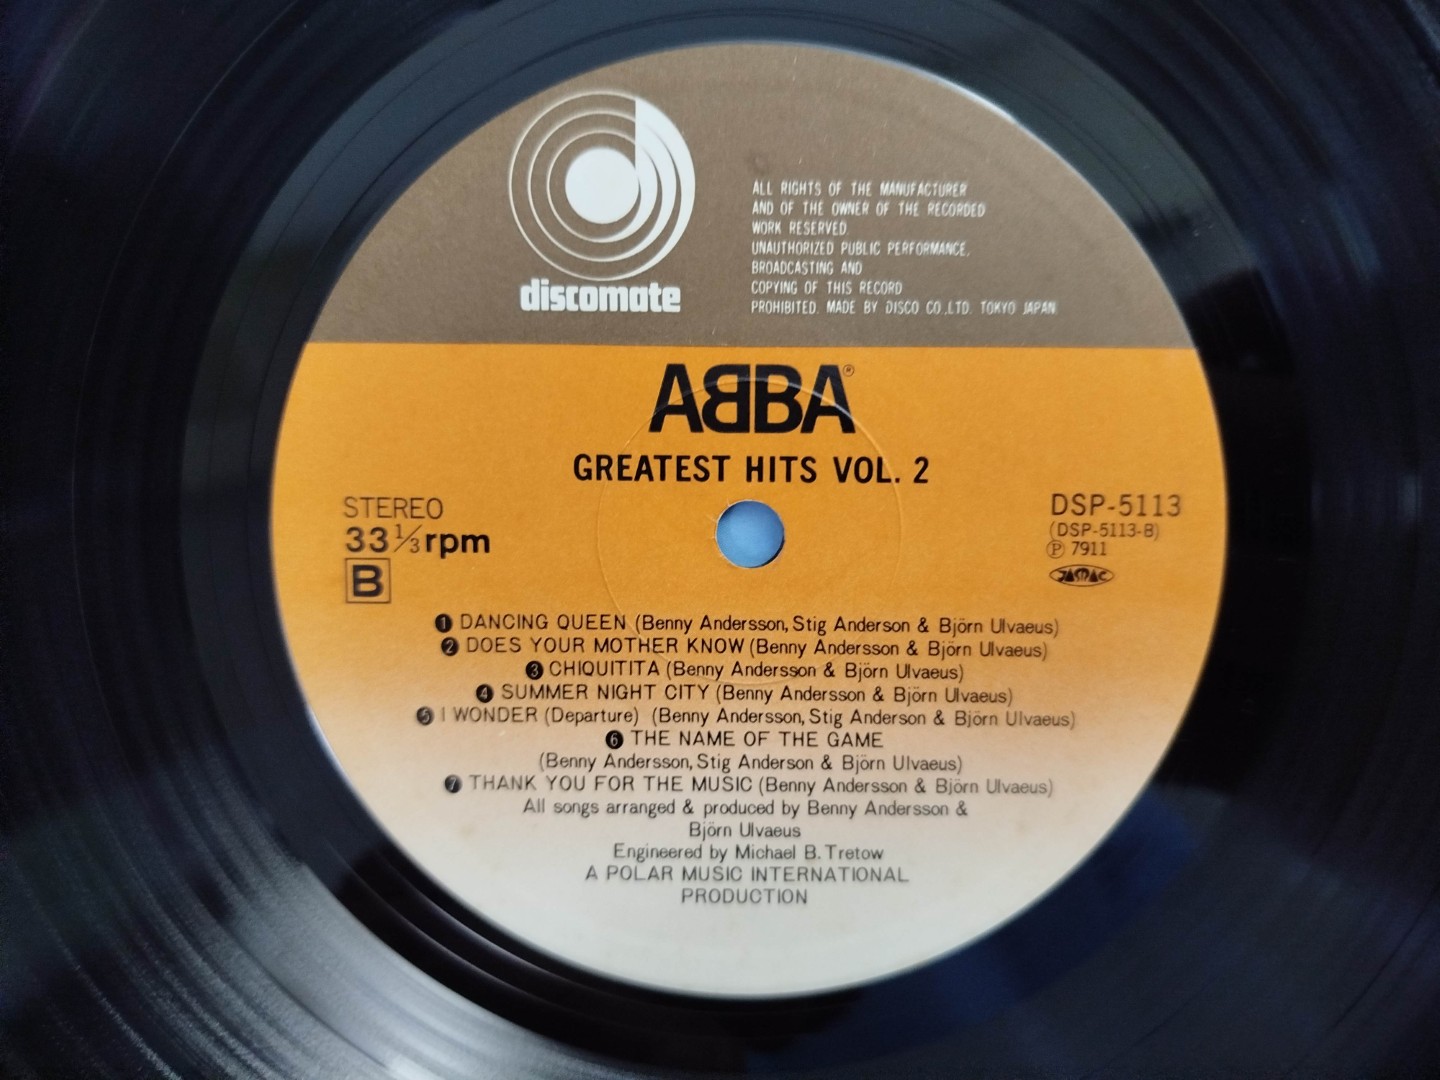 discomate
ALL RIGHTS OF THE MANUFACTURER
AND OF THE OWNER OF THE RECORDED
WORK RESERVED.
UNAUTHORIZED PUBLIC PERFORMANCE,
BROADCASTING AND
COPYING OF THIS RECORD
PROHIBITED. MADE BY DISCO CO.,LTD. TOKYO JAPAN
ABBA®
GREATEST HITS VOL. 2
STEREO
33⅓rpm
B
DSP-5113
(DSP-5113-B)
Ⓟ 7911
JASRAC
❶ DANCING QUEEN (Benny Andersson, Stig Anderson & Björn Ulvaeus)
❷ DOES YOUR MOTHER KNOW (Benny Andersson & Björn Ulvaeus)
❸ CHIQUITITA (Benny Andersson & Björn Ulvaeus)
❹ SUMMER NIGHT CITY (Benny Andersson & Björn Ulvaeus)
❺ I WONDER (Departure) (Benny Andersson, Stig Anderson & Björn Ulvaeus)
❻ THE NAME OF THE GAME
(Benny Andersson, Stig Anderson & Björn Ulvaeus)
❼ THANK YOU FOR THE MUSIC (Benny Andersson & Björn Ulvaeus)
All songs arranged & produced by Benny Andersson &
Björn Ulvaeus
Engineered by Michael B. Tretow
A POLAR MUSIC INTERNATIONAL
PRODUCTION